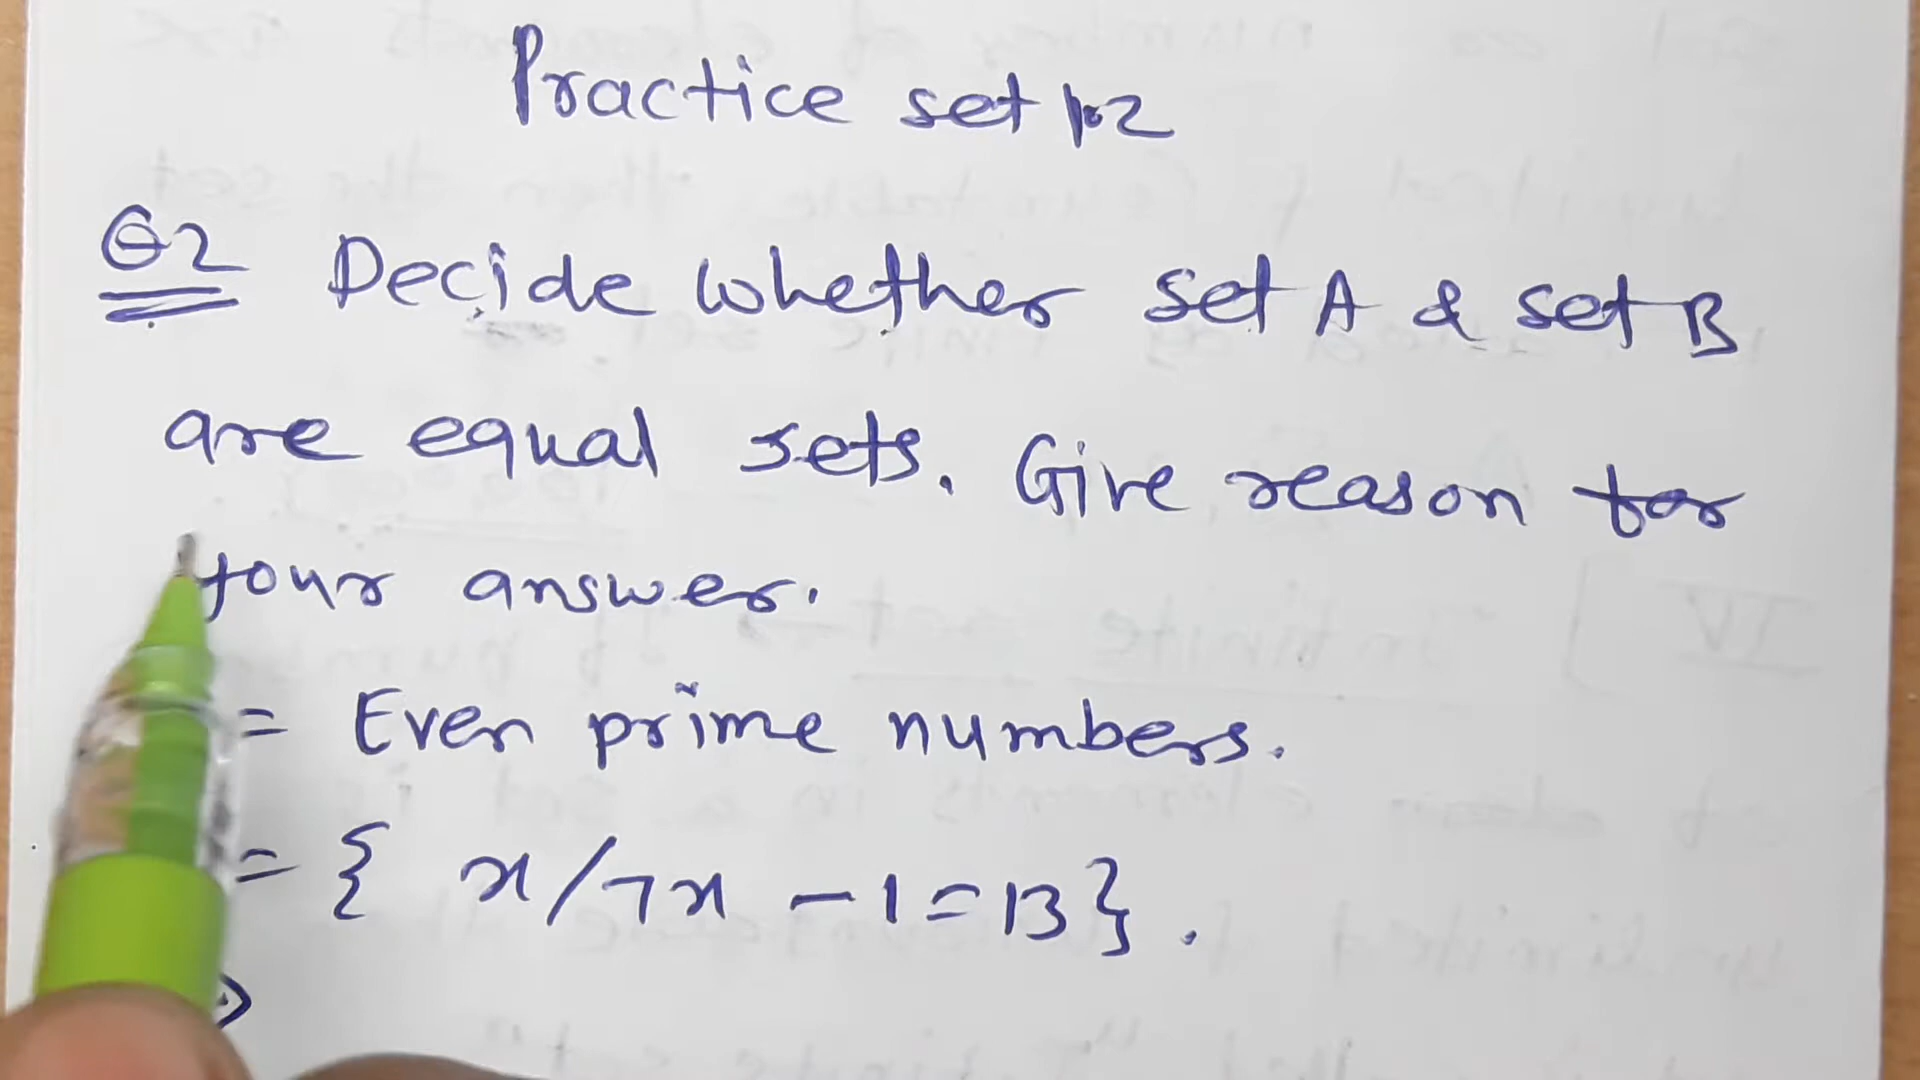 Practice set 1.2
Q2 Decide whether set A & set B
are equal sets. Give reason for
your answer.
= Even prime numbers.
= { x/7x - 1 = 13}.